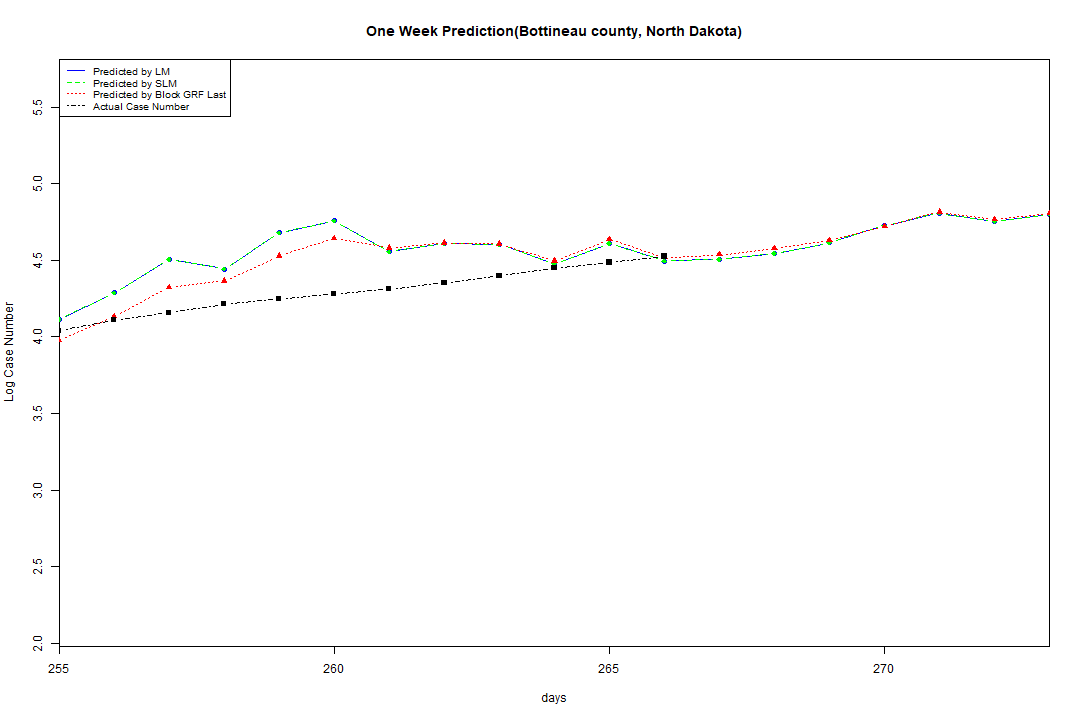 One Week Prediction(Bottineau county, North Dakota)
Predicted by LM
Predicted by SLM
Predicted by Block GRF Last
Actual Case Number
5.5
5.0
4.5
4.0
3.5
3.0
2.5
2.0
Log Case Number
255
260
265
270
days